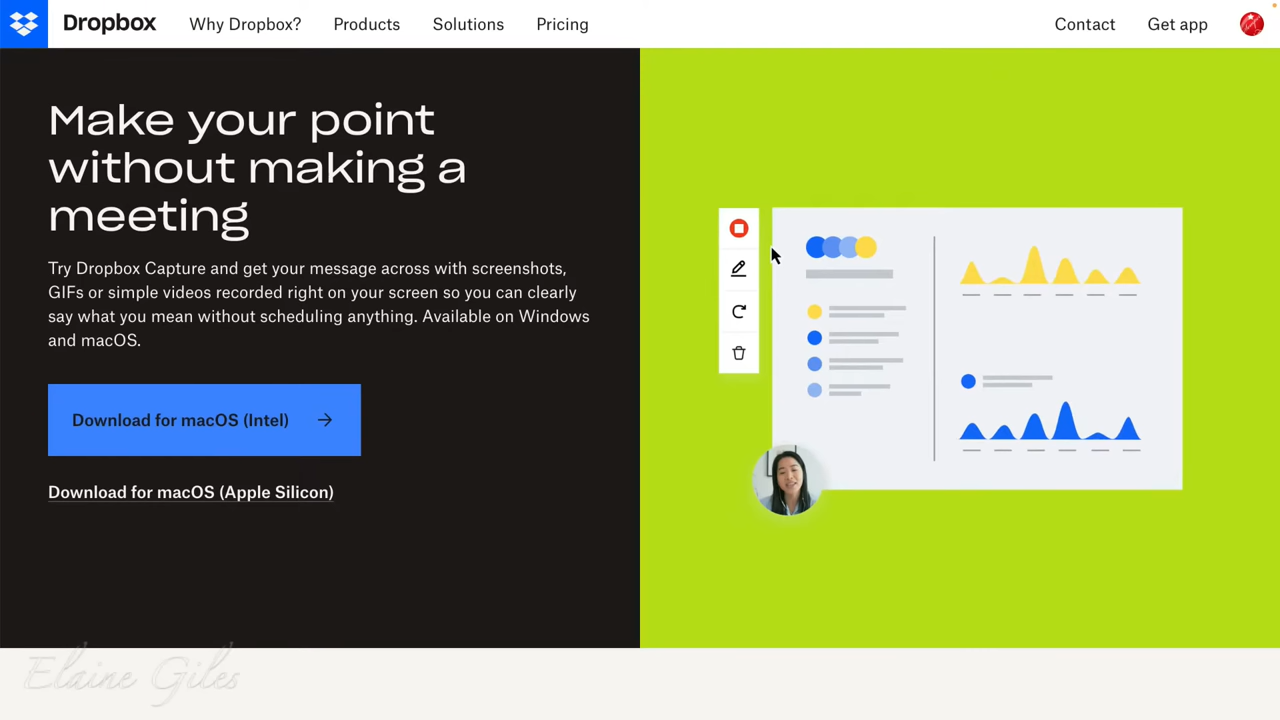 Dropbox Why Dropbox? Products Solutions Pricing Contact Get app
Make your point
without making a
meeting
Try Dropbox Capture and get your message across with screenshots,
GIFs or simple videos recorded right on your screen so you can clearly
say what you mean without scheduling anything. Available on Windows
and macOS.
Download for macOS (Intel)
Download for macOS (Apple Silicon)
Elaine Giles